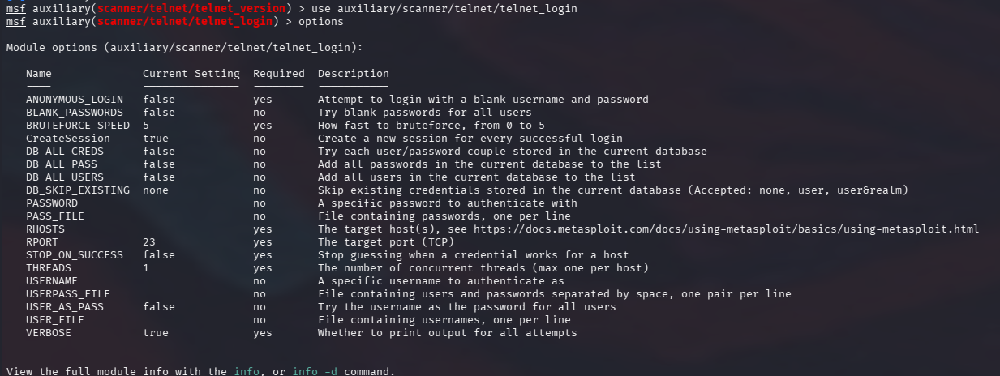 msf auxiliary(scanner/telnet/telnet_version) > use auxiliary/scanner/telnet/telnet_login
msf auxiliary(scanner/telnet/telnet_login) > options
Module options (auxiliary/scanner/telnet/telnet_login):
Name Current Setting Required Description
---- --------------- -------- -----------
ANONYMOUS_LOGIN false yes Attempt to login with a blank username and password
BLANK_PASSWORDS false no Try blank passwords for all users
BRUTEFORCE_SPEED 5 yes How fast to bruteforce, from 0 to 5
CreateSession true no Create a new session for every successful login
DB_ALL_CREDS false no Try each user/password couple stored in the current database
DB_ALL_PASS false no Add all passwords in the current database to the list
DB_ALL_USERS false no Add all users in the current database to the list
DB_SKIP_EXISTING none no Skip existing credentials stored in the current database (Accepted: none, user, user&realm)
PASSWORD no A specific password to authenticate with
PASS_FILE no File containing passwords, one per line
RHOSTS yes The target host(s), see https://docs.metasploit.com/docs/using-metasploit/basics/using-metasploit.html
RPORT 23 yes The target port (TCP)
STOP_ON_SUCCESS false yes Stop guessing when a credential works for a host
THREADS 1 yes The number of concurrent threads (max one per host)
USERNAME no A specific username to authenticate as
USERPASS_FILE no File containing users and passwords separated by space, one pair per line
USER_AS_PASS false no Try the username as the password for all users
USER_FILE no File containing usernames, one per line
VERBOSE true yes Whether to print output for all attempts
View the full module info with the info, or info -d command.